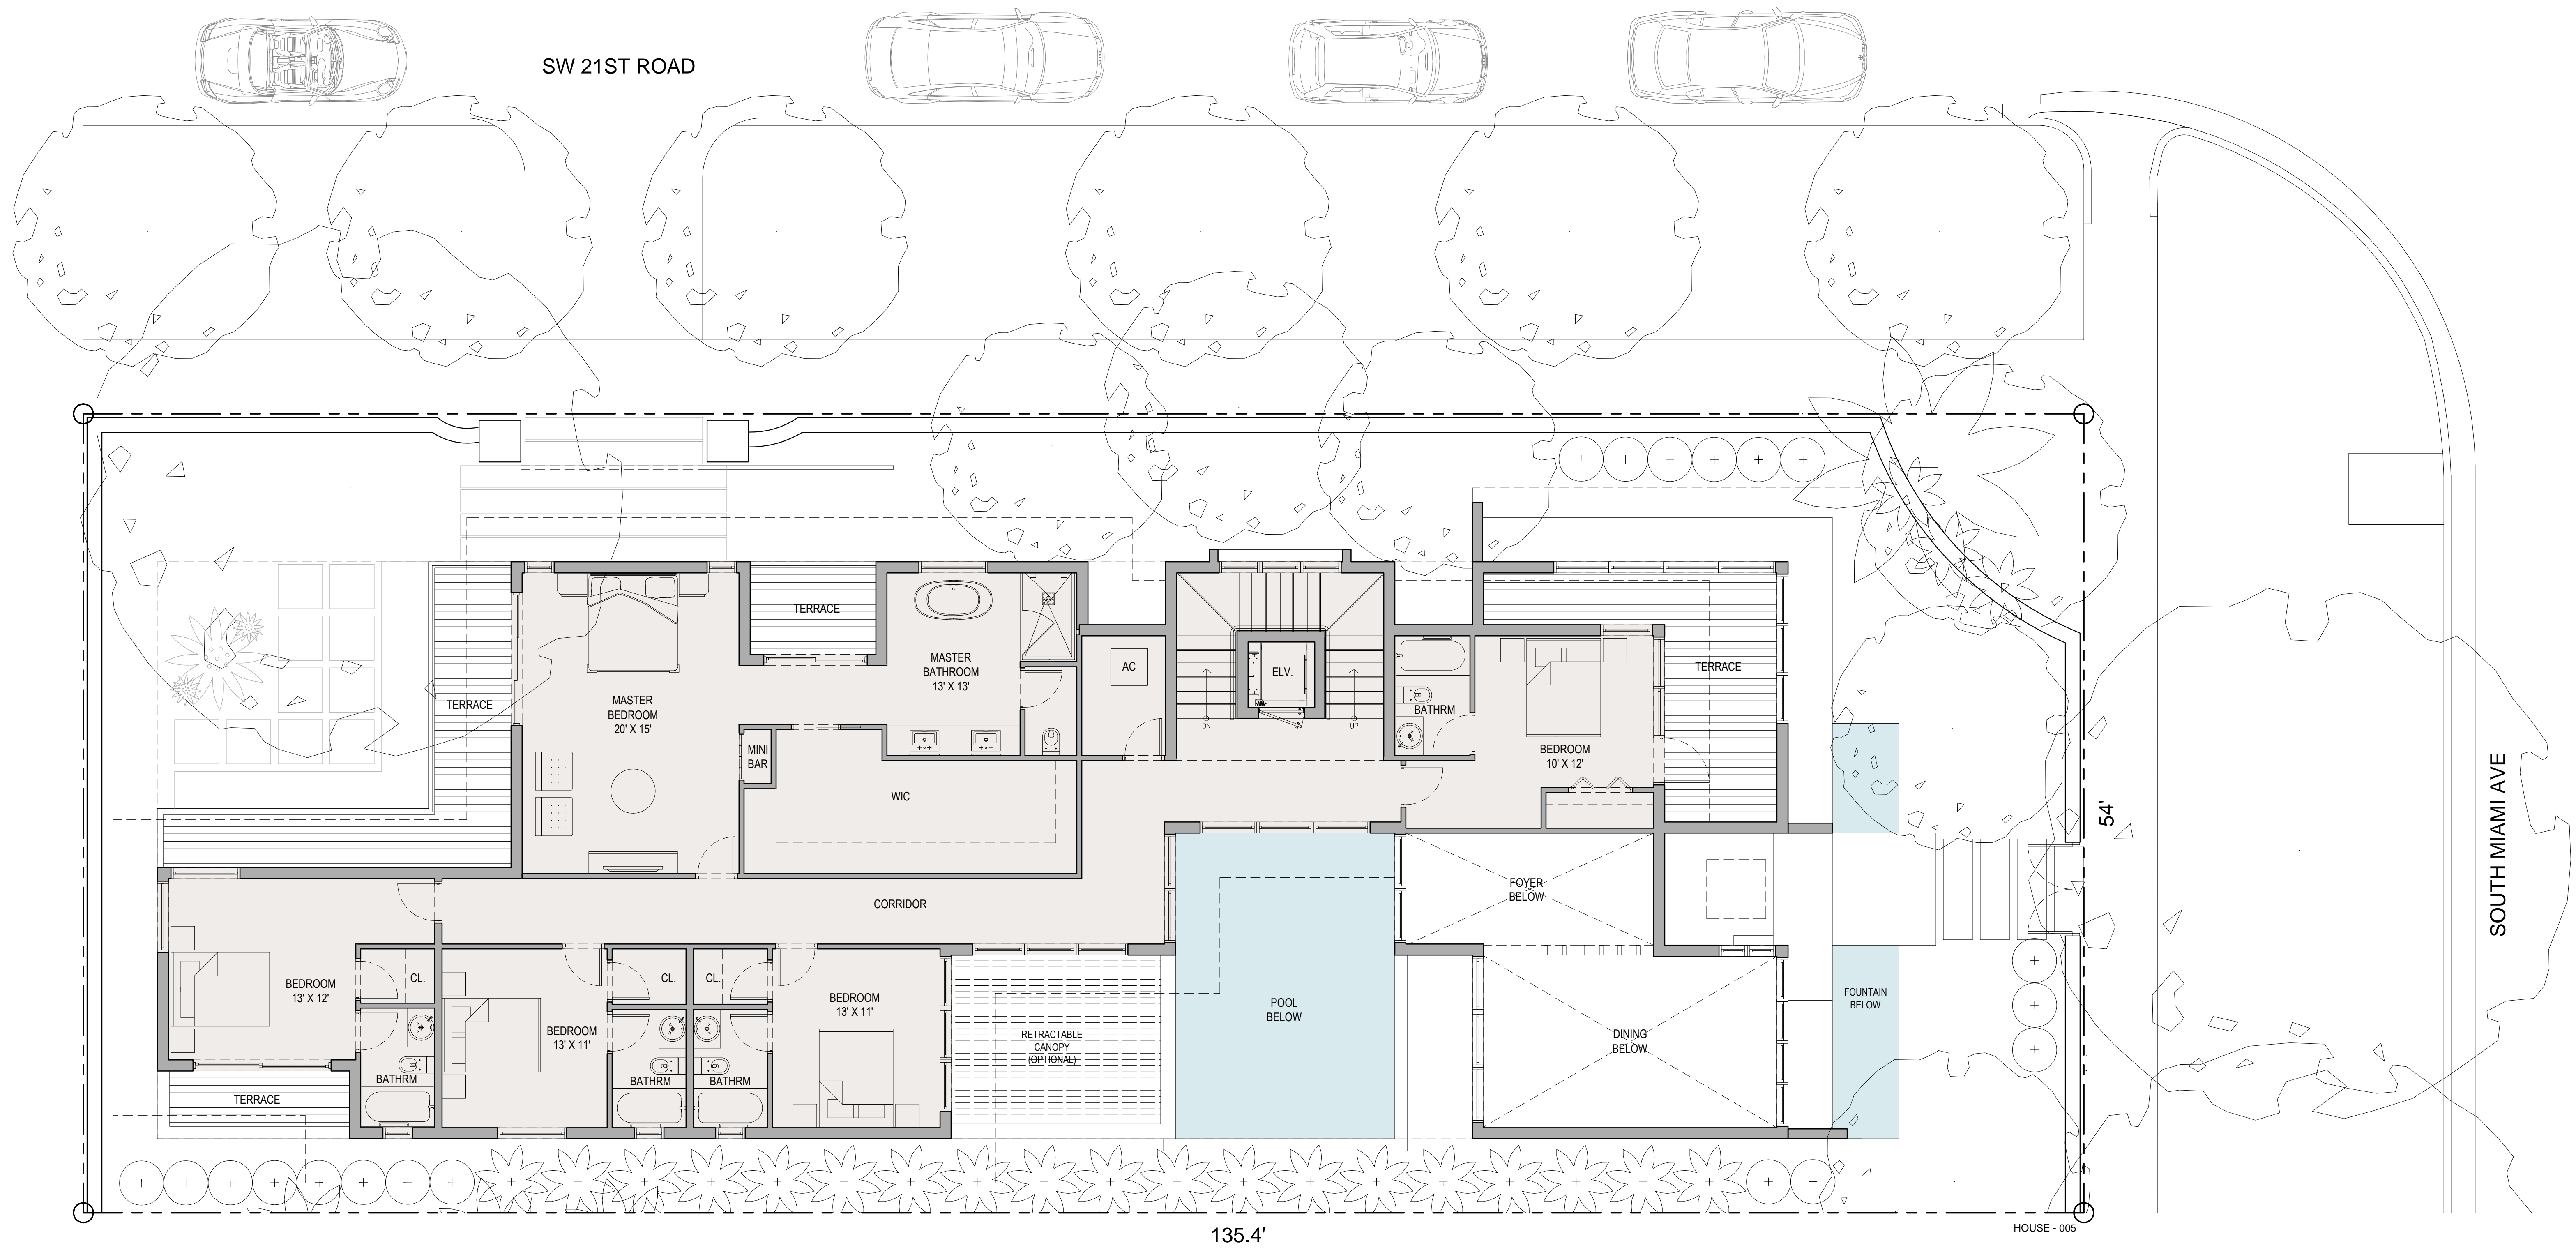 SW 21ST ROAD
TERRACE
MASTER
BATHROOM
13' X 13'
AC
ELV.
TERRACE
TERRACE
MASTER
BEDROOM
20' X 15'
BATHRM
DN
UP
MINI
BAR
BEDROOM
10' X 12'
WIC
SOUTH MIAMI AVE
54'
FOYER
BELOW
CORRIDOR
CL.
CL.
CL.
BEDROOM
13' X 12'
BEDROOM
13' X 11'
BEDROOM
13' X 11'
POOL
BELOW
FOUNTAIN
BELOW
RETRACTABLE
CANOPY
(OPTIONAL)
DINING
BELOW
BATHRM
BATHRM
BATHRM
TERRACE
135.4'
HOUSE - 005